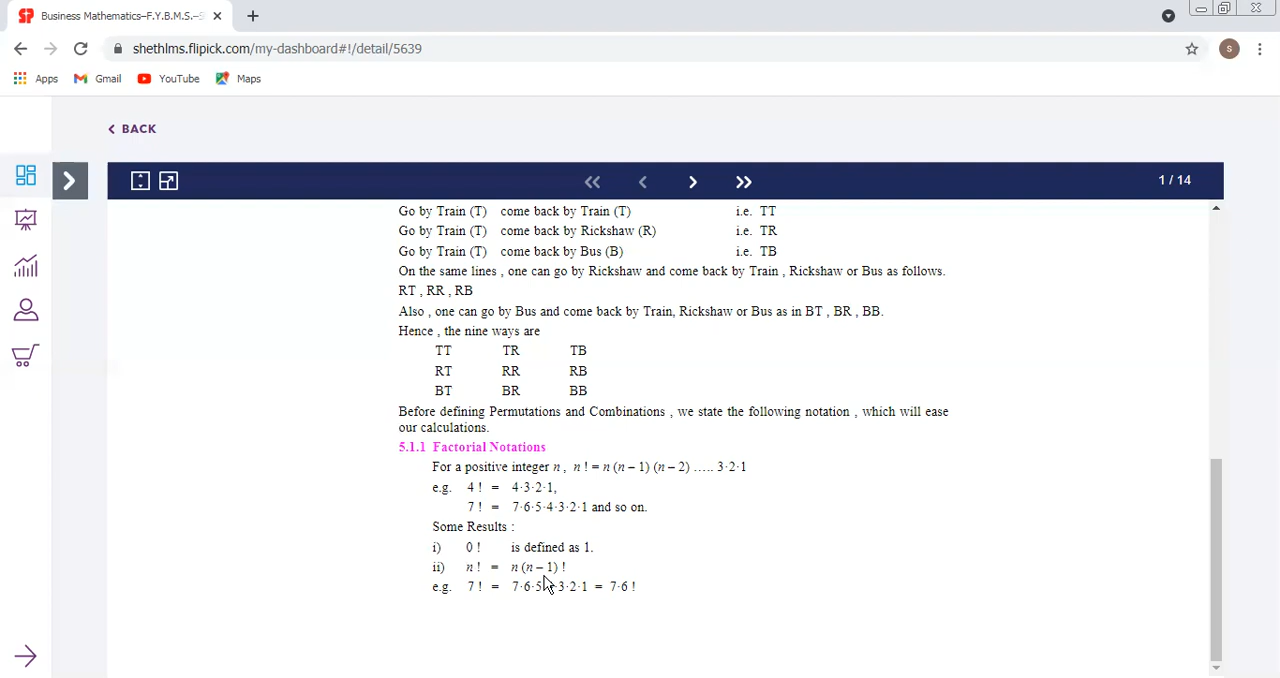 Business Mathematics–F.Y.B.M.S.–S
shethlms.flipick.com/my-dashboard#!/detail/5639
S
Apps Gmail YouTube Maps
BACK
1 / 14
Go by Train (T) come back by Train (T) i.e. TT
Go by Train (T) come back by Rickshaw (R) i.e. TR
Go by Train (T) come back by Bus (B) i.e. TB
On the same lines , one can go by Rickshaw and come back by Train , Rickshaw or Bus as follows.
RT , RR , RB
Also , one can go by Bus and come back by Train, Rickshaw or Bus as in BT , BR , BB.
Hence , the nine ways are
TT TR TB
RT RR RB
BT BR BB
Before defining Permutations and Combinations , we state the following notation , which will ease
our calculations.
5.1.1 Factorial Notations
For a positive integer n , n ! = n (n – 1) (n – 2) ….. 3·2·1
e.g. 4 ! = 4·3·2·1,
7 ! = 7·6·5·4·3·2·1 and so on.
Some Results :
i) 0 ! is defined as 1.
ii) n ! = n (n – 1) !
e.g. 7 ! = 7·6·5·3·2·1 = 7·6 !